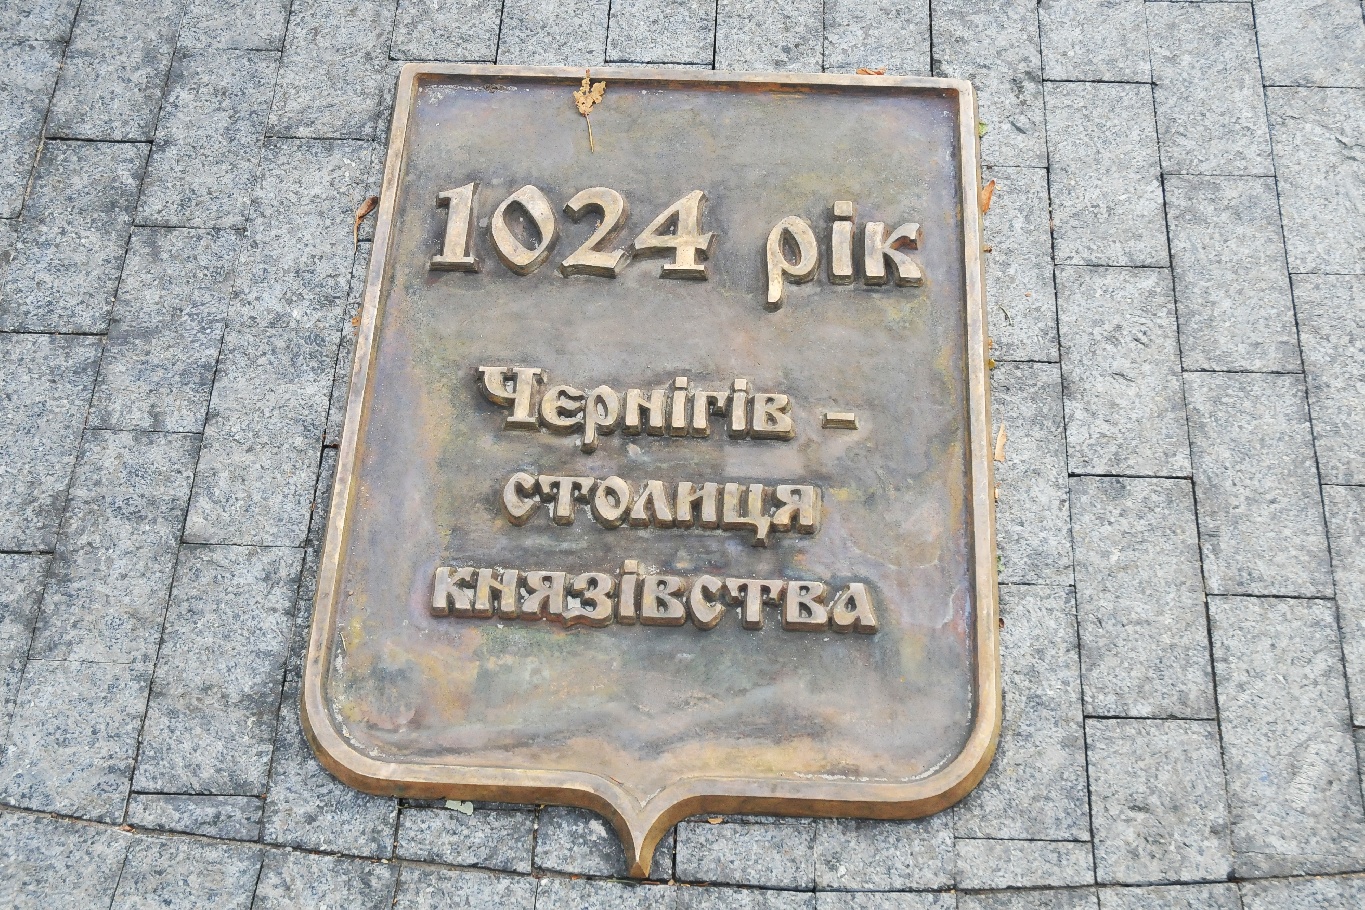 1024 рік
Чернігів –
столиця
князівства